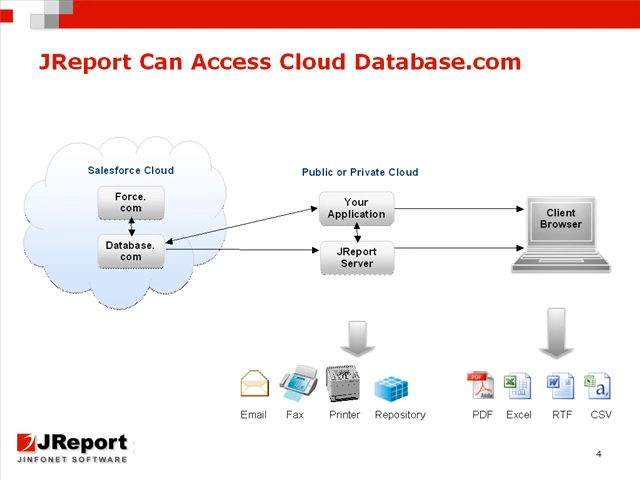 JReport Can Access Cloud Database.com
Salesforce Cloud
Public or Private Cloud
Force.
com
Database.
com
Your
Application
JReport
Server
Client
Browser
Email
Fax
Printer
Repository
PDF
Excel
RTF
CSV
JReport
JINFONET SOFTWARE
4